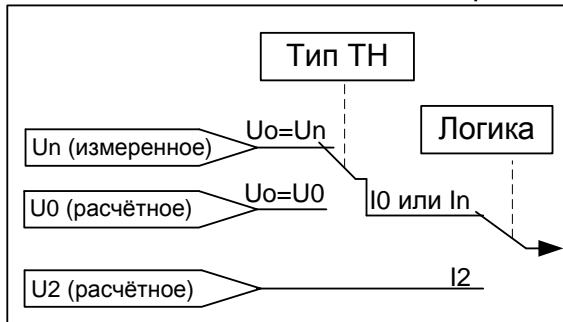 Тип ТН
Логика
Uo=Un
Un (измеренное)
Uo=U0
U0 (расчётное)
I0 или In
U2 (расчётное)
I2